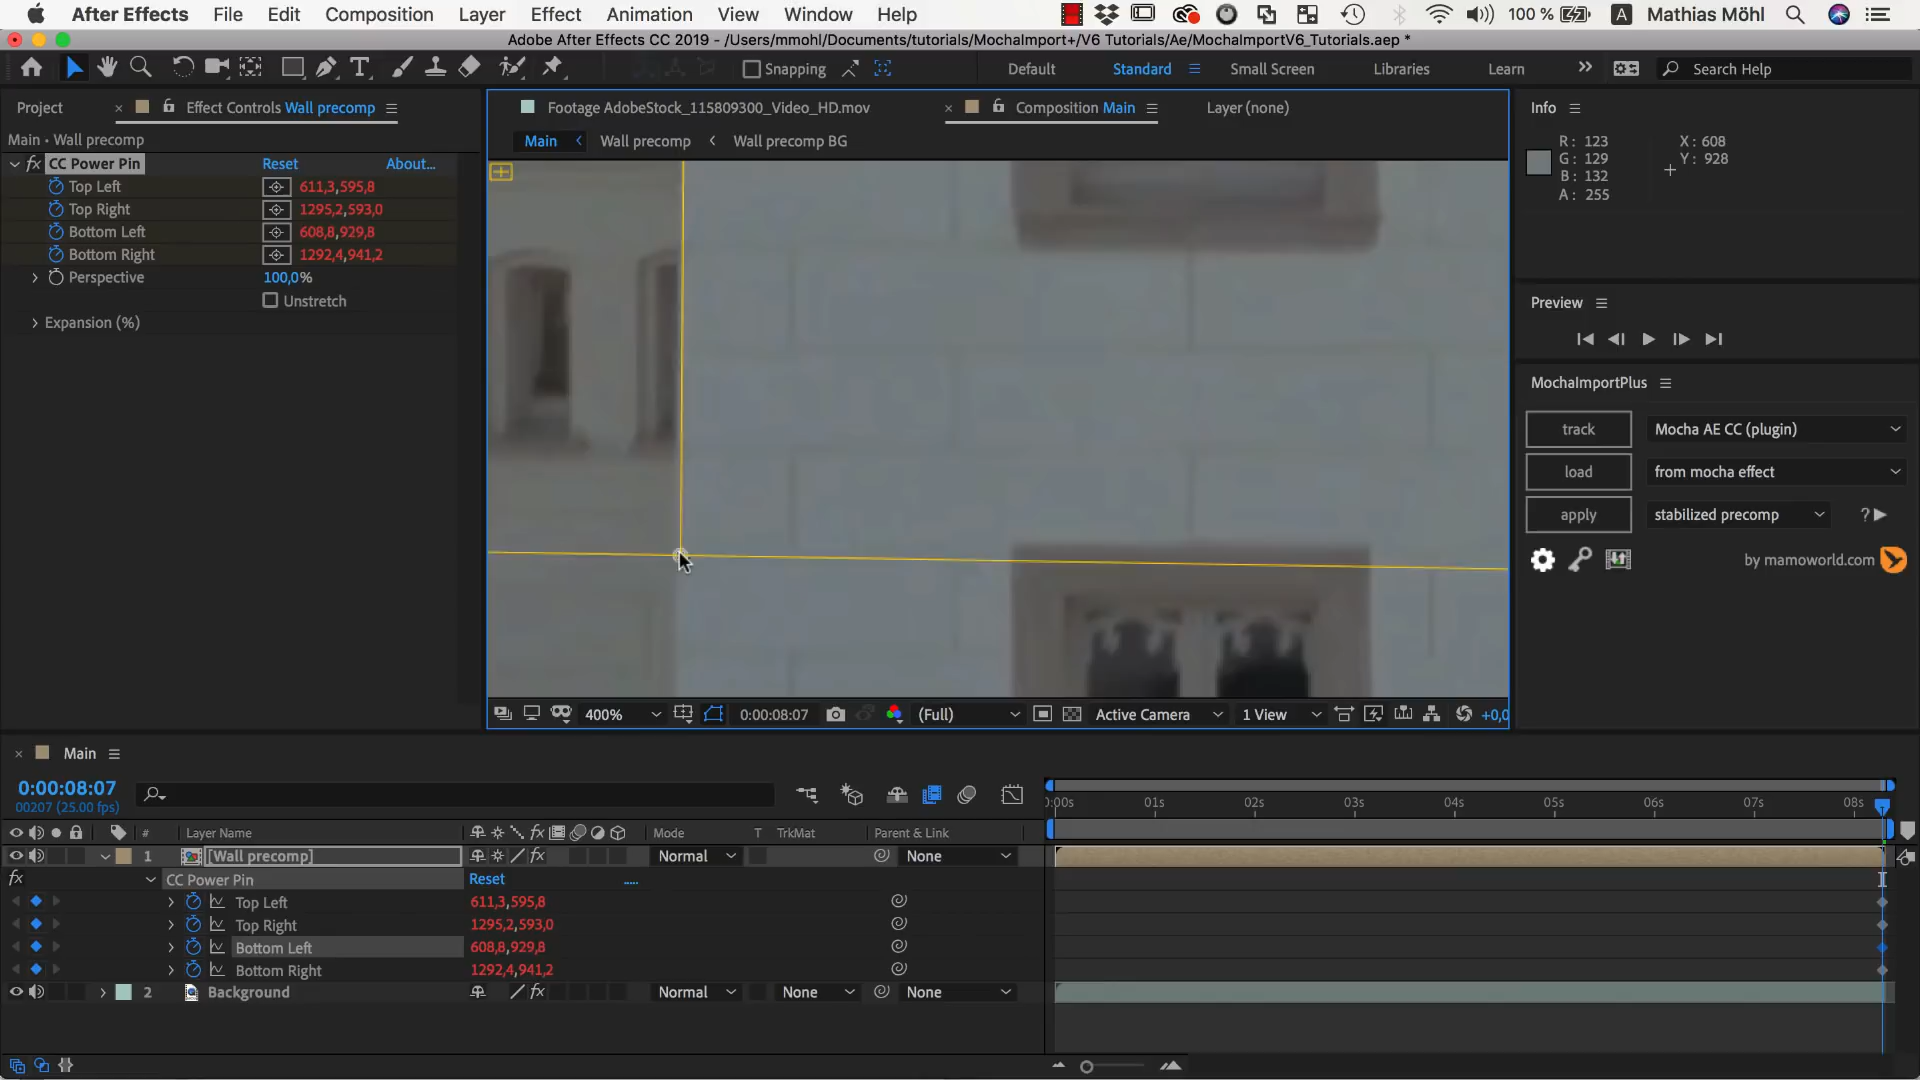 After Effects File Edit Composition Layer Effect Animation View Window Help 100 % A Mathias Möhl
Adobe After Effects CC 2019 - /Users/mmohl/Documents/tutorials/MochaImport+/V6 Tutorials/Ae/MochaImportV6_Tutorials.aep *
Snapping Default Standard Small Screen Libraries Learn Search Help
Project Effect Controls Wall precomp Footage AdobeStock_115809300_Video_HD.mov Composition Main Layer (none) Info
Main • Wall precomp Main Wall precomp Wall precomp BG R: 123 X: 608
fx CC Power Pin Reset About... G: 129 Y: 928
Top Left 611,3,595,8 B: 132
Top Right 1295,2,593,0 A: 255
Bottom Left 608,8,929,8
Bottom Right 1292,4,941,2
Perspective 100,0%
Unstretch Preview
Expansion (%)
MochaImportPlus
track Mocha AE CC (plugin)
load from mocha effect
apply stabilized precomp ?
by mamoworld.com
400% 0:00:08:07 (Full) Active Camera 1 View +0,0
Main
0:00:08:07
00207 (25.00 fps) 0:00s 01s 02s 03s 04s 05s 06s 07s 08s
# Layer Name fx Mode T TrkMat Parent & Link
1 [Wall precomp] fx Normal None
fx CC Power Pin Reset .....
Top Left 611,3,595,8
Top Right 1295,2,593,0
Bottom Left 608,8,929,8
Bottom Right 1292,4,941,2
2 Background fx Normal None None